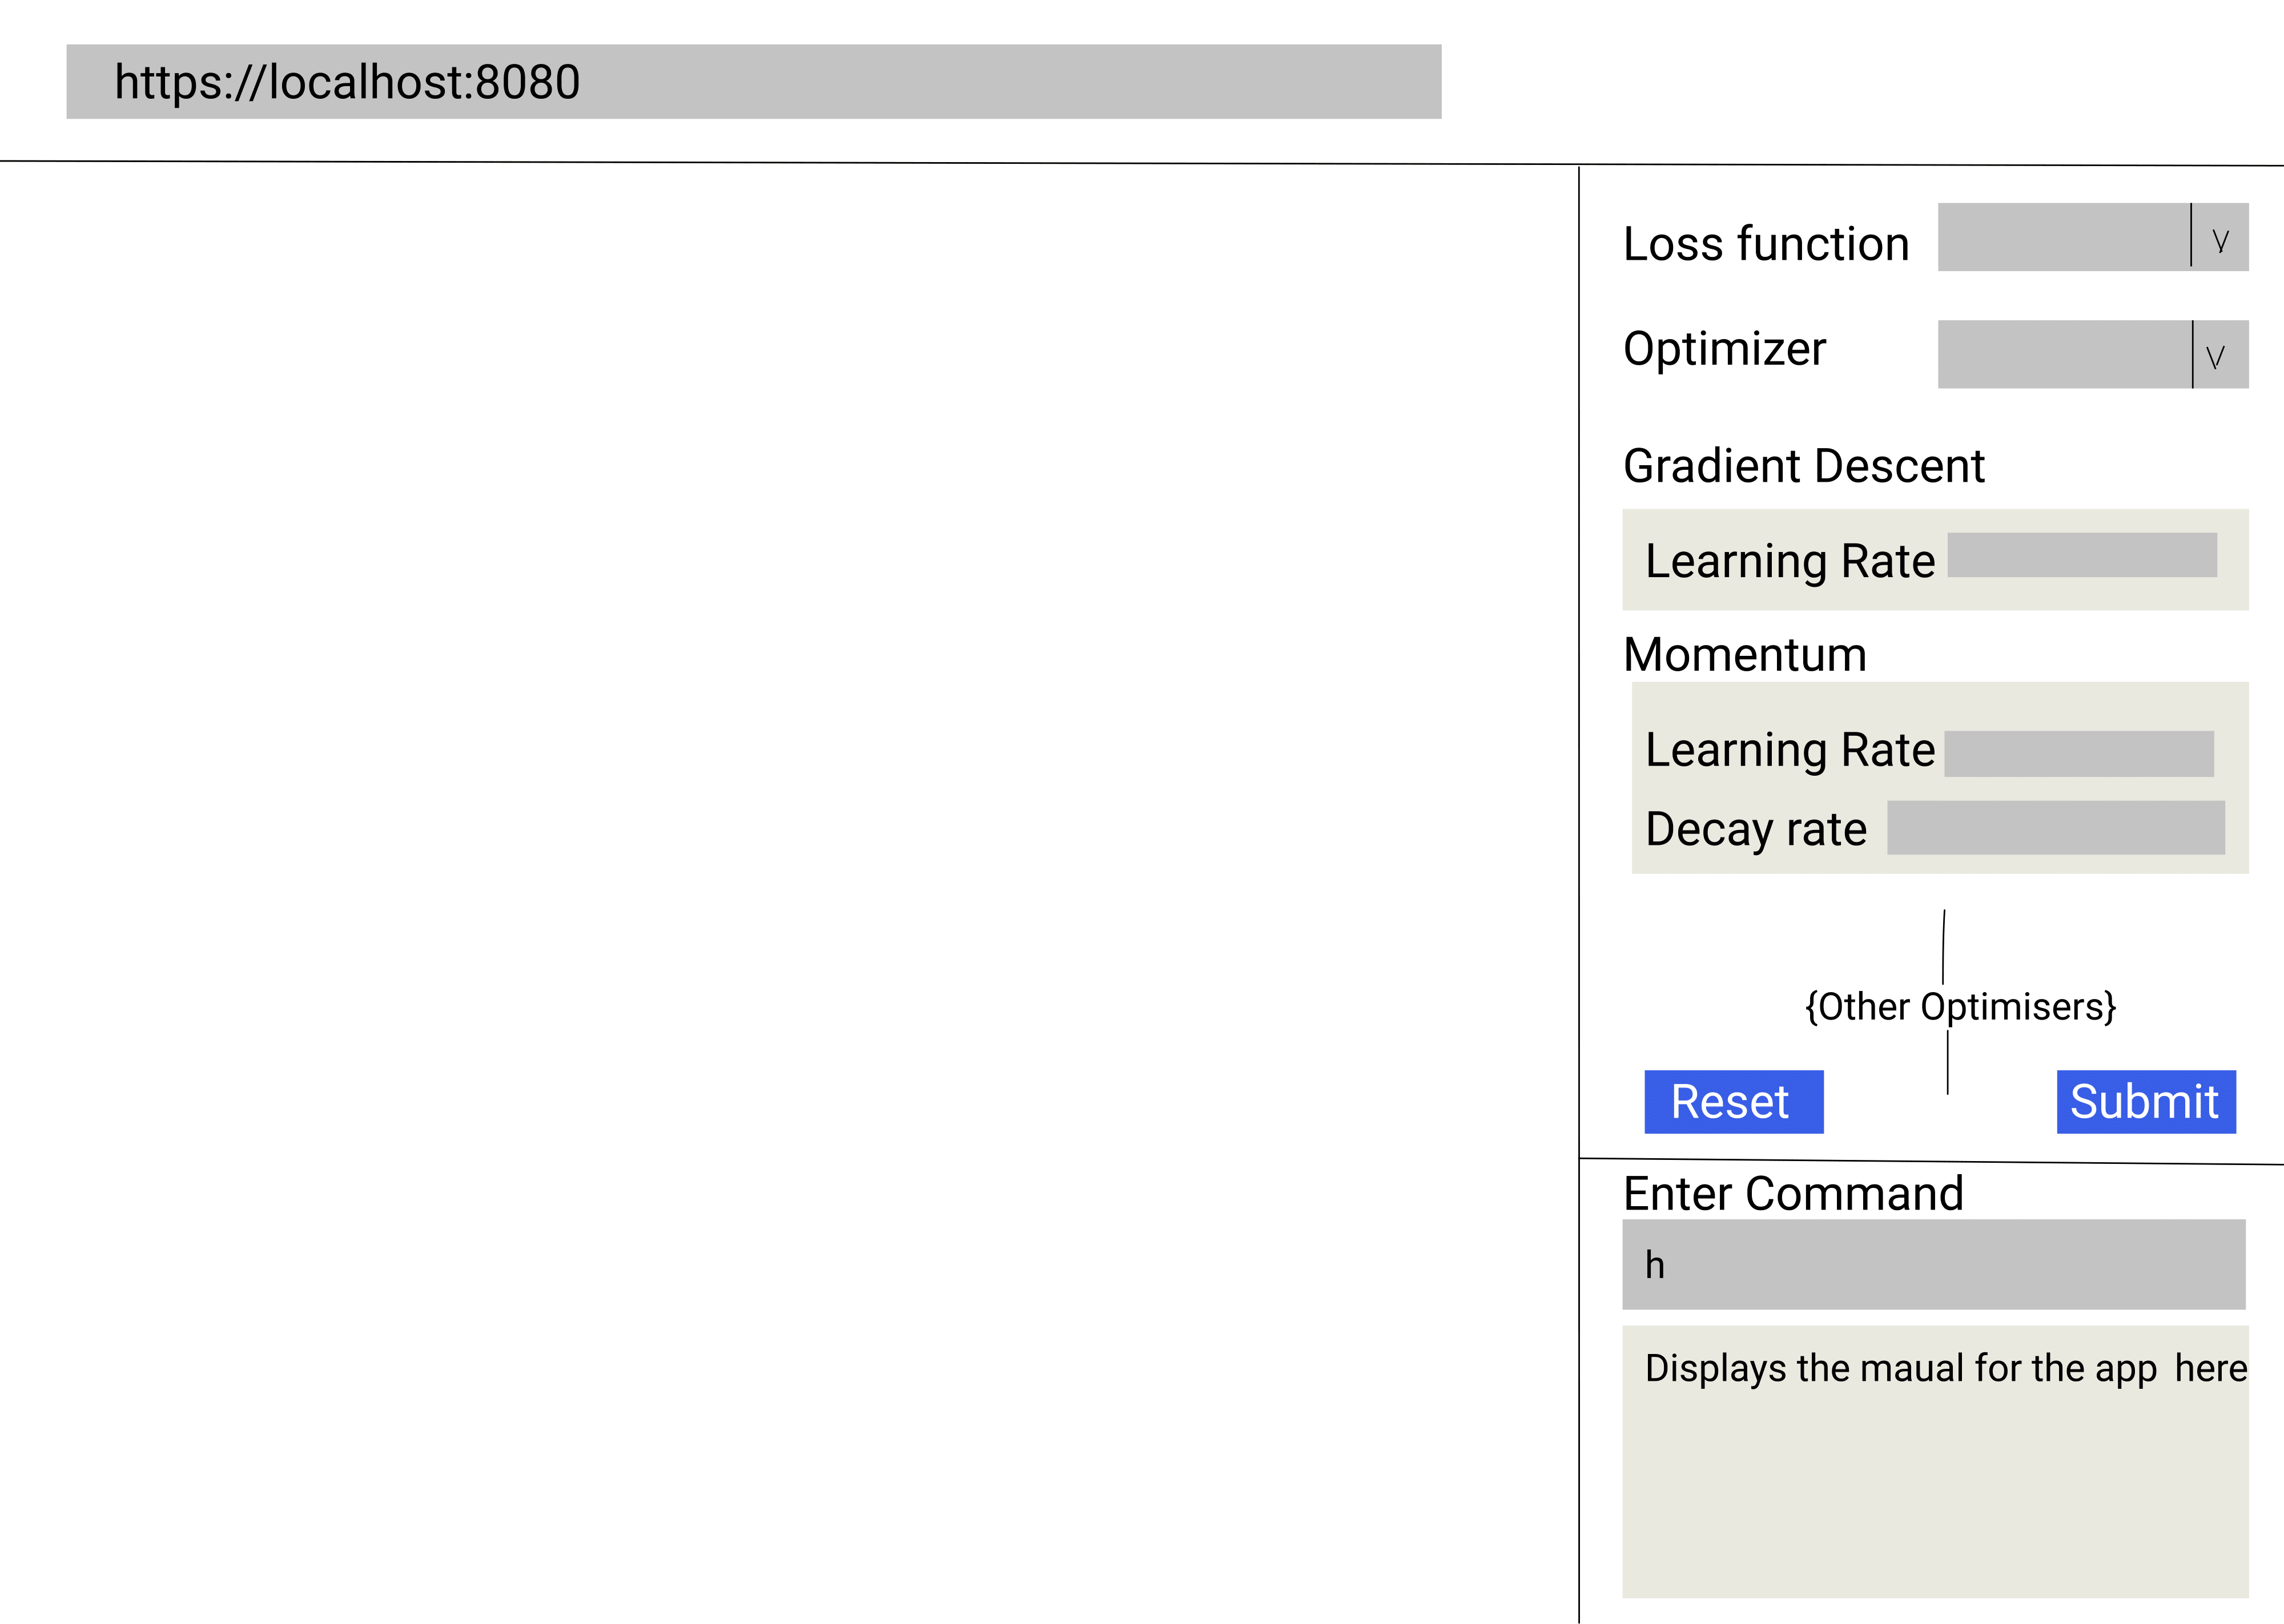 https://localhost:8080
Loss function
Optimizer
Gradient Descent
Learning Rate
Momentum
Learning Rate
Decay rate
{Other Optimisers}
Reset Submit
Enter Command
h
Displays the maual for the app  here